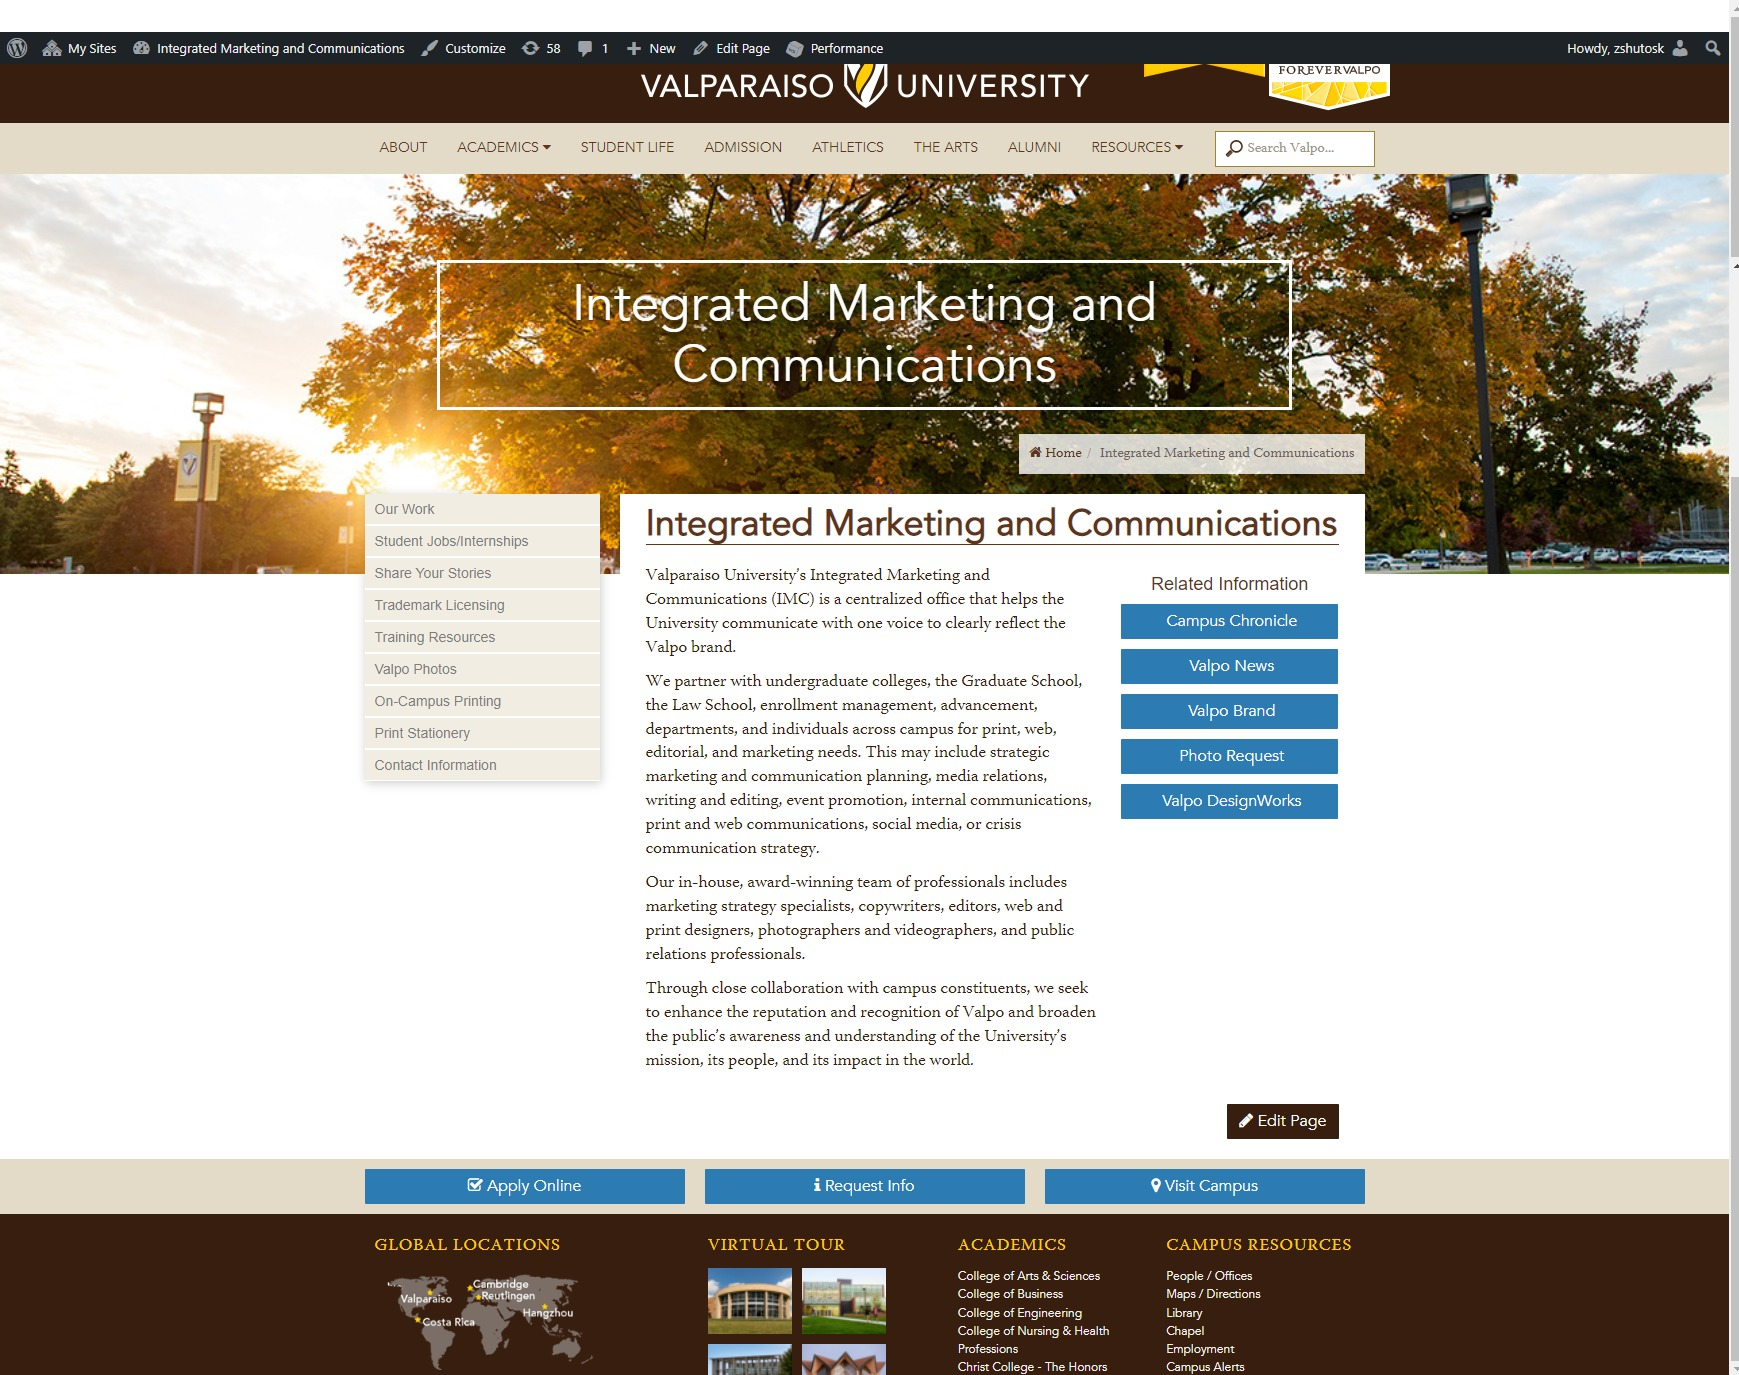 My Sites Integrated Marketing and Communications Customize 58 1 New Edit Page Performance Howdy, zshutosk
VALPARAISO UNIVERSITY
FOREVERVALPO
ABOUT ACADEMICS STUDENT LIFE ADMISSION ATHLETICS THE ARTS ALUMNI RESOURCES Search Valpo...
Integrated Marketing and
Communications
Home / Integrated Marketing and Communications
Our Work
Student Jobs/Internships
Share Your Stories
Trademark Licensing
Training Resources
Valpo Photos
On-Campus Printing
Print Stationery
Contact Information
Integrated Marketing and Communications
Valparaiso University's Integrated Marketing and
Communications (IMC) is a centralized office that helps the
University communicate with one voice to clearly reflect the
Valpo brand.
We partner with undergraduate colleges, the Graduate School,
the Law School, enrollment management, advancement,
departments, and individuals across campus for print, web,
editorial, and marketing needs. This may include strategic
marketing and communication planning, media relations,
writing and editing, event promotion, internal communications,
print and web communications, social media, or crisis
communication strategy.
Our in-house, award-winning team of professionals includes
marketing strategy specialists, copywriters, editors, web and
print designers, photographers and videographers, and public
relations professionals.
Through close collaboration with campus constituents, we seek
to enhance the reputation and recognition of Valpo and broaden
the public's awareness and understanding of the University's
mission, its people, and its impact in the world.
Related Information
Campus Chronicle
Valpo News
Valpo Brand
Photo Request
Valpo DesignWorks
Edit Page
Apply Online
Request Info
Visit Campus
GLOBAL LOCATIONS
Cambridge
Valparaiso
Reutlingen
Hangzhou
Costa Rica
VIRTUAL TOUR
ACADEMICS
College of Arts & Sciences
College of Business
College of Engineering
College of Nursing & Health
Professions
Christ College - The Honors
CAMPUS RESOURCES
People / Offices
Maps / Directions
Library
Chapel
Employment
Campus Alerts